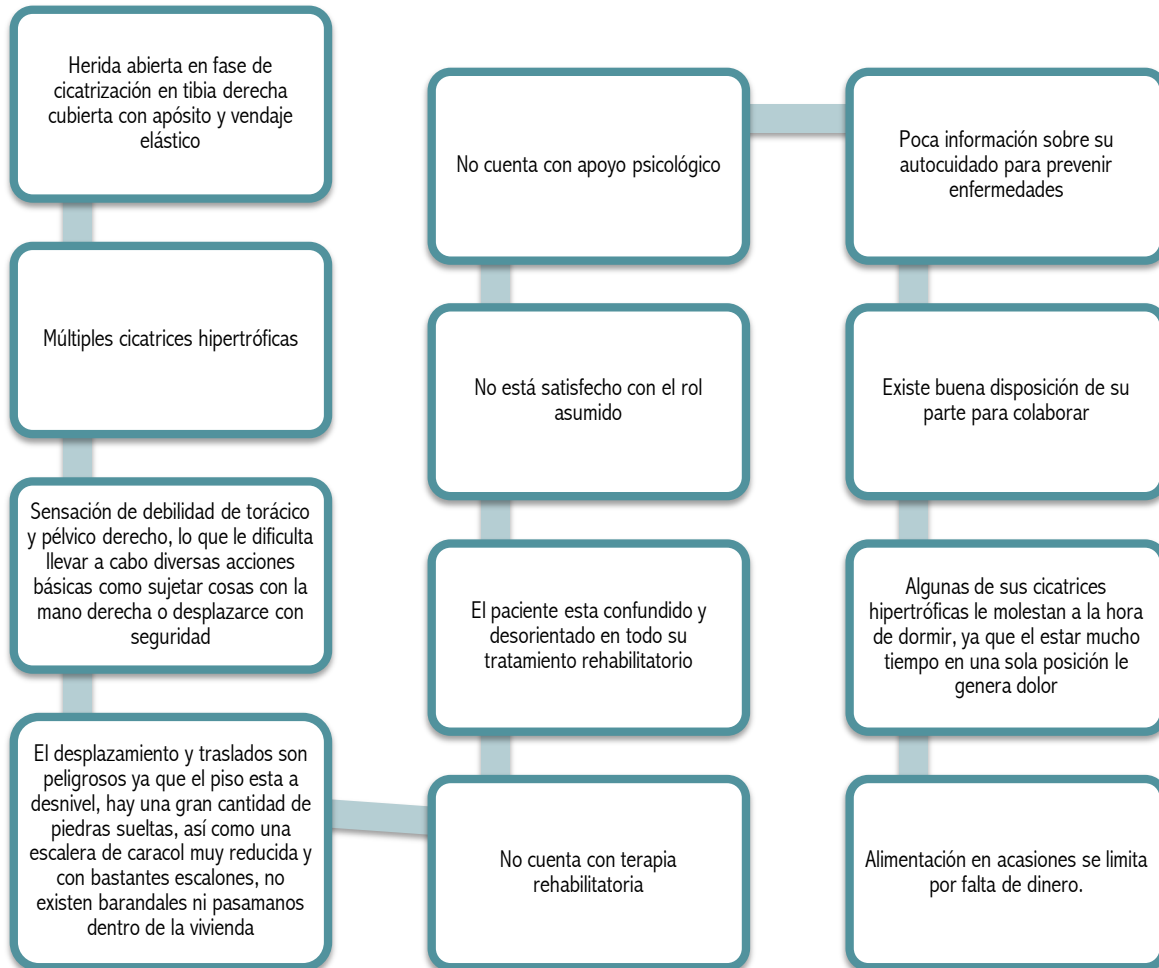 Herida abierta en fase de
cicatrización en tibia derecha
cubierta con apósito y vendaje
elástico
Múltiples cicatrices hipertróficas
Sensación de debilidad de torácico
y pélvico derecho, lo que le dificulta
llevar a cabo diversas acciones
básicas como sujetar cosas con la
mano derecha o desplazarce con
seguridad
El desplazamiento y traslados son
peligrosos ya que el piso esta a
desnivel, hay una gran cantidad de
piedras sueltas, así como una
escalera de caracol muy reducida y
con bastantes escalones, no
existen barandales ni pasamanos
dentro de la vivienda
No cuenta con terapia
rehabilitatoria
El paciente esta confundido y
desorientado en todo su
tratamiento rehabilitatorio
No está satisfecho con el rol
asumido
No cuenta con apoyo psicológico
Poca información sobre su
autocuidado para prevenir
enfermedades
Existe buena disposición de su
parte para colaborar
Algunas de sus cicatrices
hipertróficas le molestan a la hora
de dormir, ya que el estar mucho
tiempo en una sola posición le
genera dolor
Alimentación en acasiones se limita
por falta de dinero.